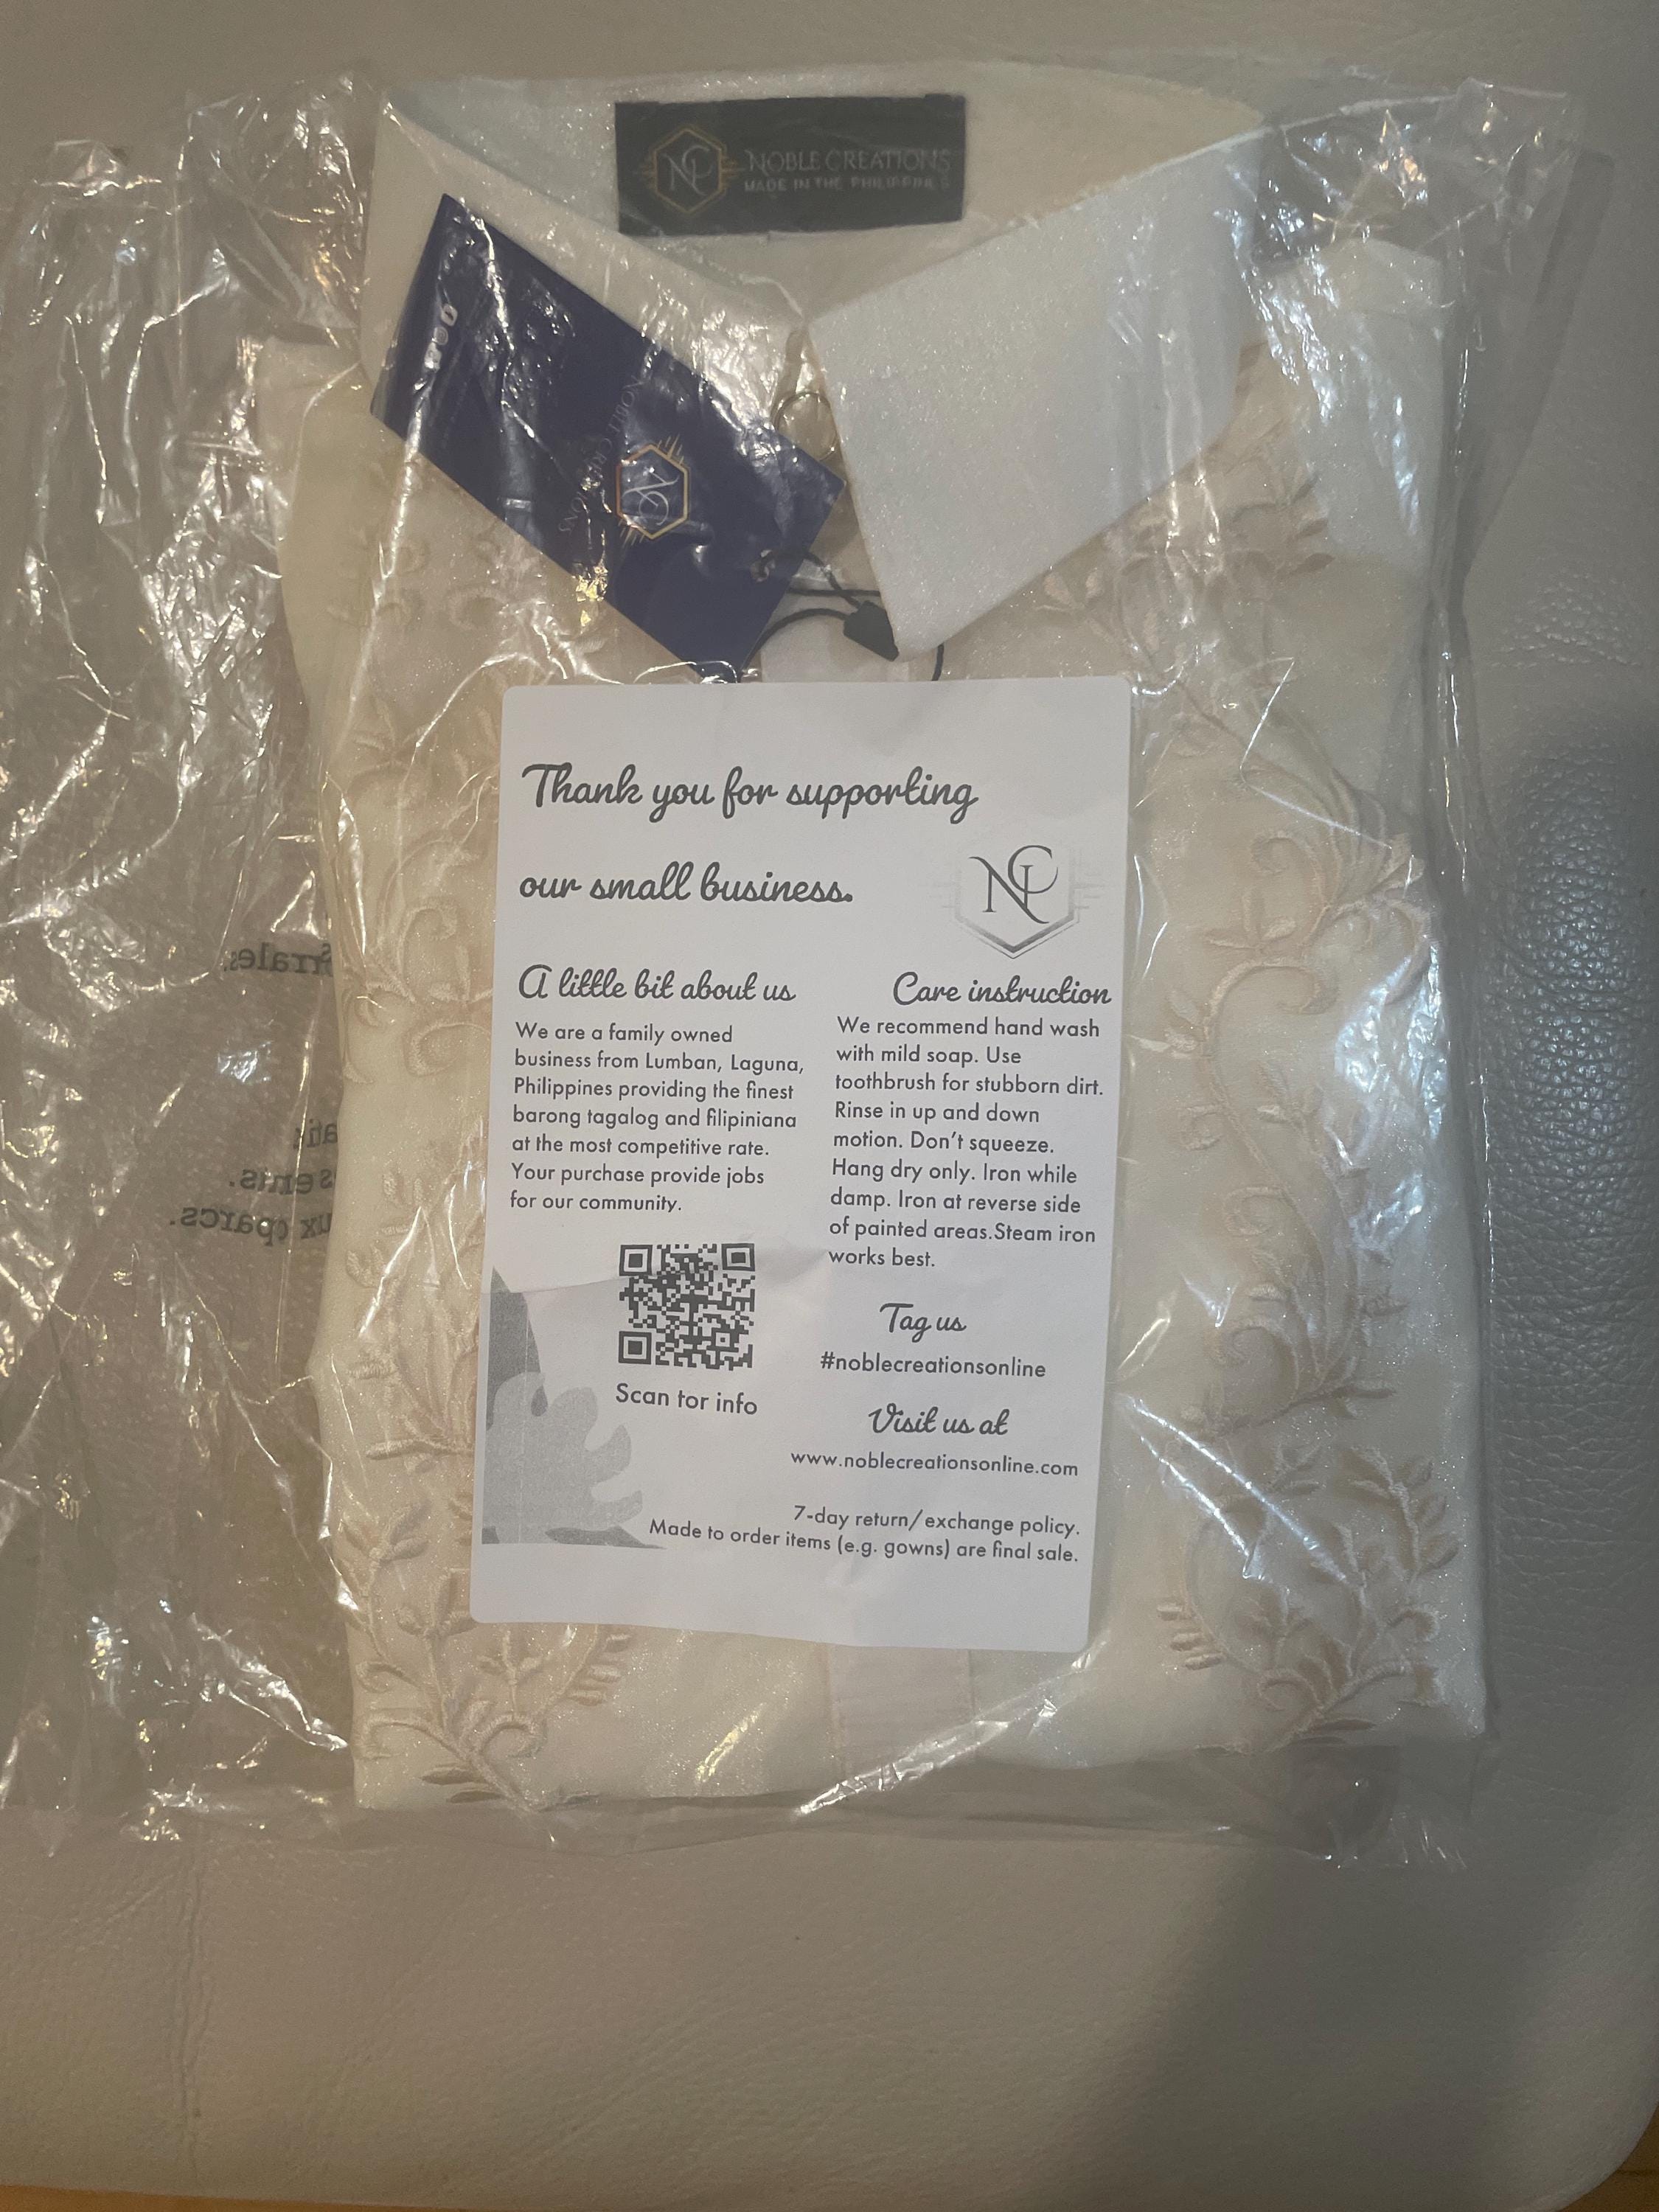 NOBLE CREATIONS
MADE IN THE PHILIPPINES
NOBLE CREATIONS
Thank you for supporting
our small business.
NC
A little bit about us
We are a family owned
business from Lumban, Laguna,
Philippines providing the finest
barong tagalog and filipiniana
at the most competitive rate.
Your purchase provide jobs
for our community.
Scan for info
Care instruction
We recommend hand wash
with mild soap. Use
toothbrush for stubborn dirt.
Rinse in up and down
motion. Don't squeeze.
Hang dry only. Iron while
damp. Iron at reverse side
of painted areas.Steam iron
works best.
Tag us
#noblecreationsonline
Visit us at
www.noblecreationsonline.com
7-day return/exchange policy.
Made to order items (e.g. gowns) are final sale.